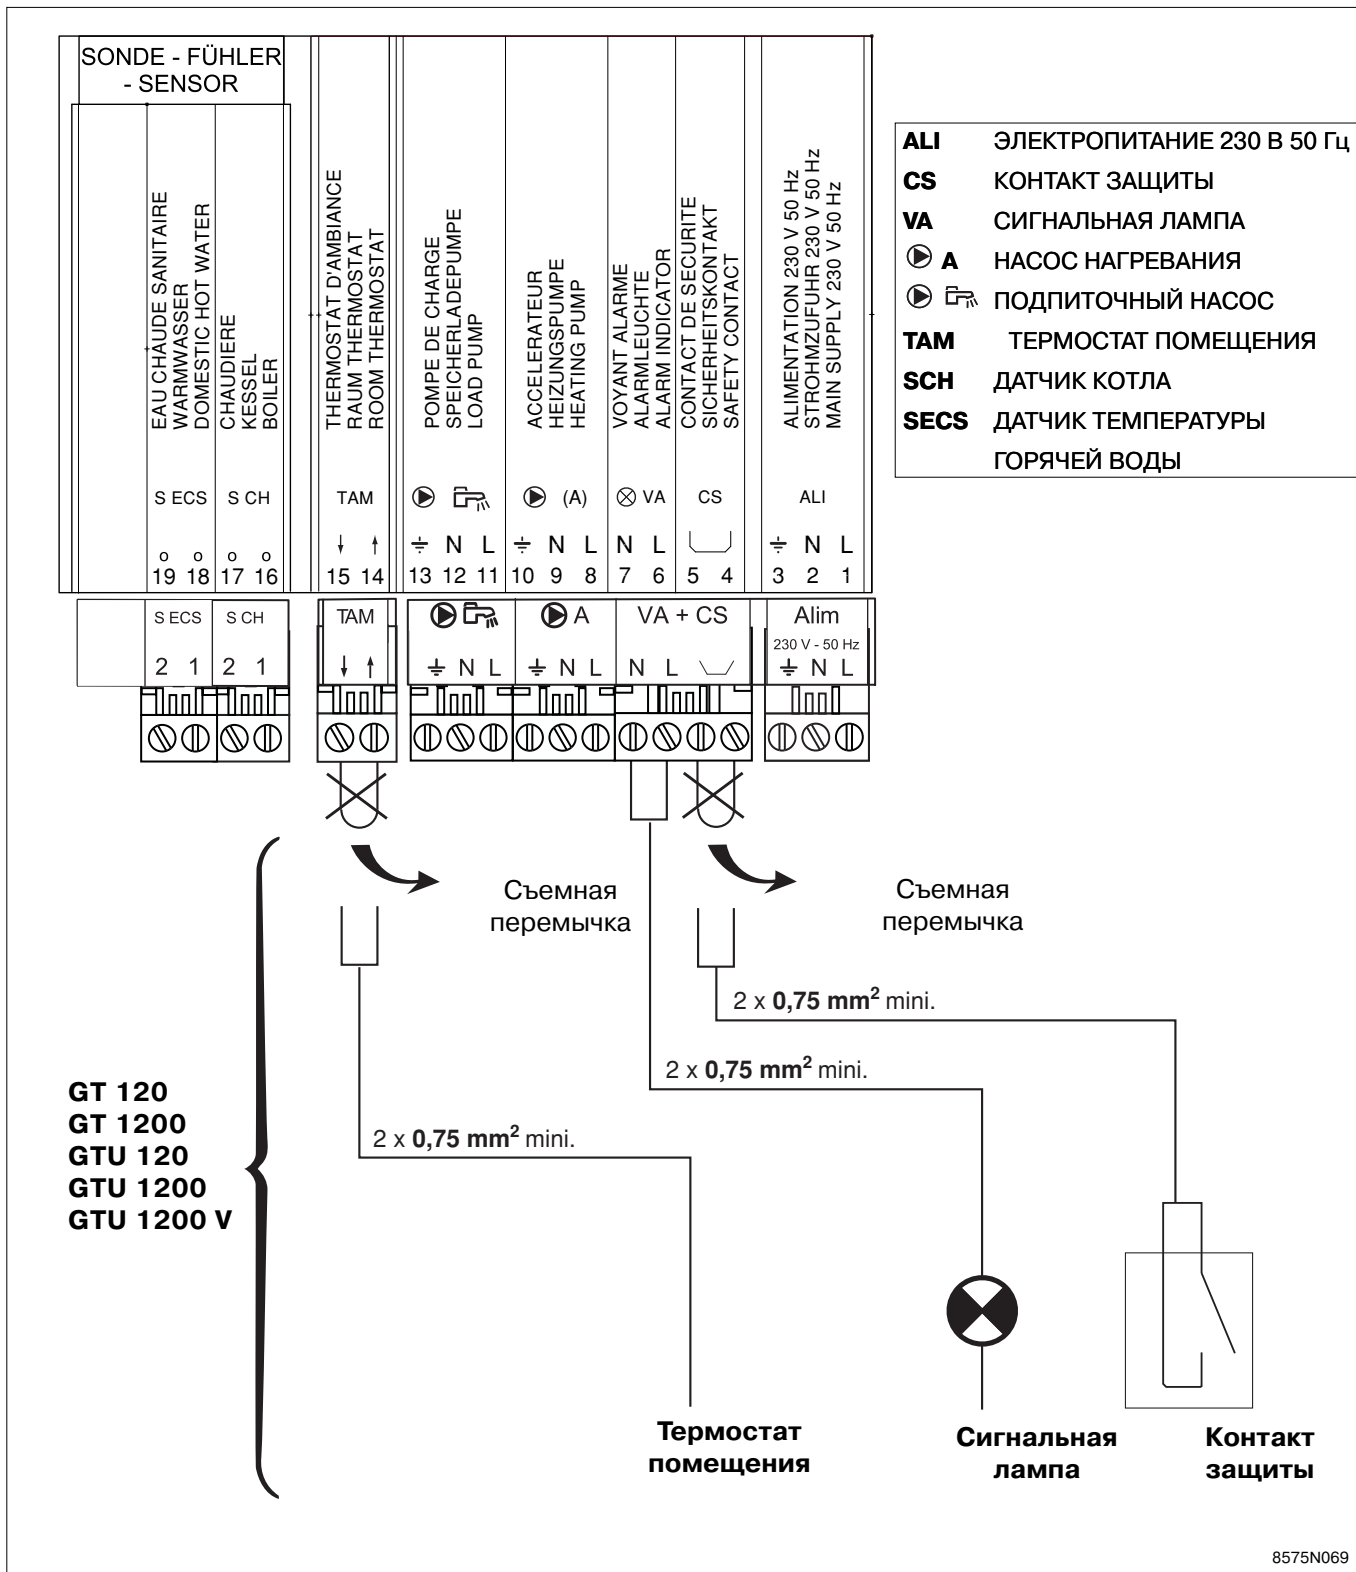 SONDE - FÜHLER
- SENSOR
EAU CHAUDE SANITAIRE
WARMWASSER
DOMESTIC HOT WATER
CHAUDIERE
KESSEL
BOILER
THERMOSTAT D'AMBIANCE
RAUM THERMOSTAT
ROOM THERMOSTAT
POMPE DE CHARGE
SPEICHERLADEPUMPE
LOAD PUMP
ACCELERATEUR
HEIZUNGSPUMPE
HEATING PUMP
VOYANT ALARME
ALARMLEUCHTE
ALARM INDICATOR
CONTACT DE SECURITE
SICHERHEITSKONTAKT
SAFETY CONTACT
ALIMENTATION 230 V 50 Hz
STROHMZUFUHR 230 V 50 Hz
MAIN SUPPLY 230 V 50 Hz
S ECS S CH TAM (A) VA CS ALI
N L N L N L N L
19 18 17 16 15 14 13 12 11 10 9 8 7 6 5 4 3 2 1
S ECS S CH TAM A VA + CS Alim
230 V - 50 Hz
2 1 2 1 N L N L N L N L
ALI ЭЛЕКТРОПИТАНИЕ 230 В 50 Гц
CS КОНТАКТ ЗАЩИТЫ
VA СИГНАЛЬНАЯ ЛАМПА
A НАСОС НАГРЕВАНИЯ
ПОДПИТОЧНЫЙ НАСОС
TAM ТЕРМОСТАТ ПОМЕЩЕНИЯ
SCH ДАТЧИК КОТЛА
SECS ДАТЧИК ТЕМПЕРАТУРЫ
ГОРЯЧЕЙ ВОДЫ
Съемная
перемычка
Съемная
перемычка
2 x 0,75 mm² mini.
2 x 0,75 mm² mini.
2 x 0,75 mm² mini.
GT 120
GT 1200
GTU 120
GTU 1200
GTU 1200 V
Термостат
помещения
Сигнальная
лампа
Контакт
защиты
8575N069